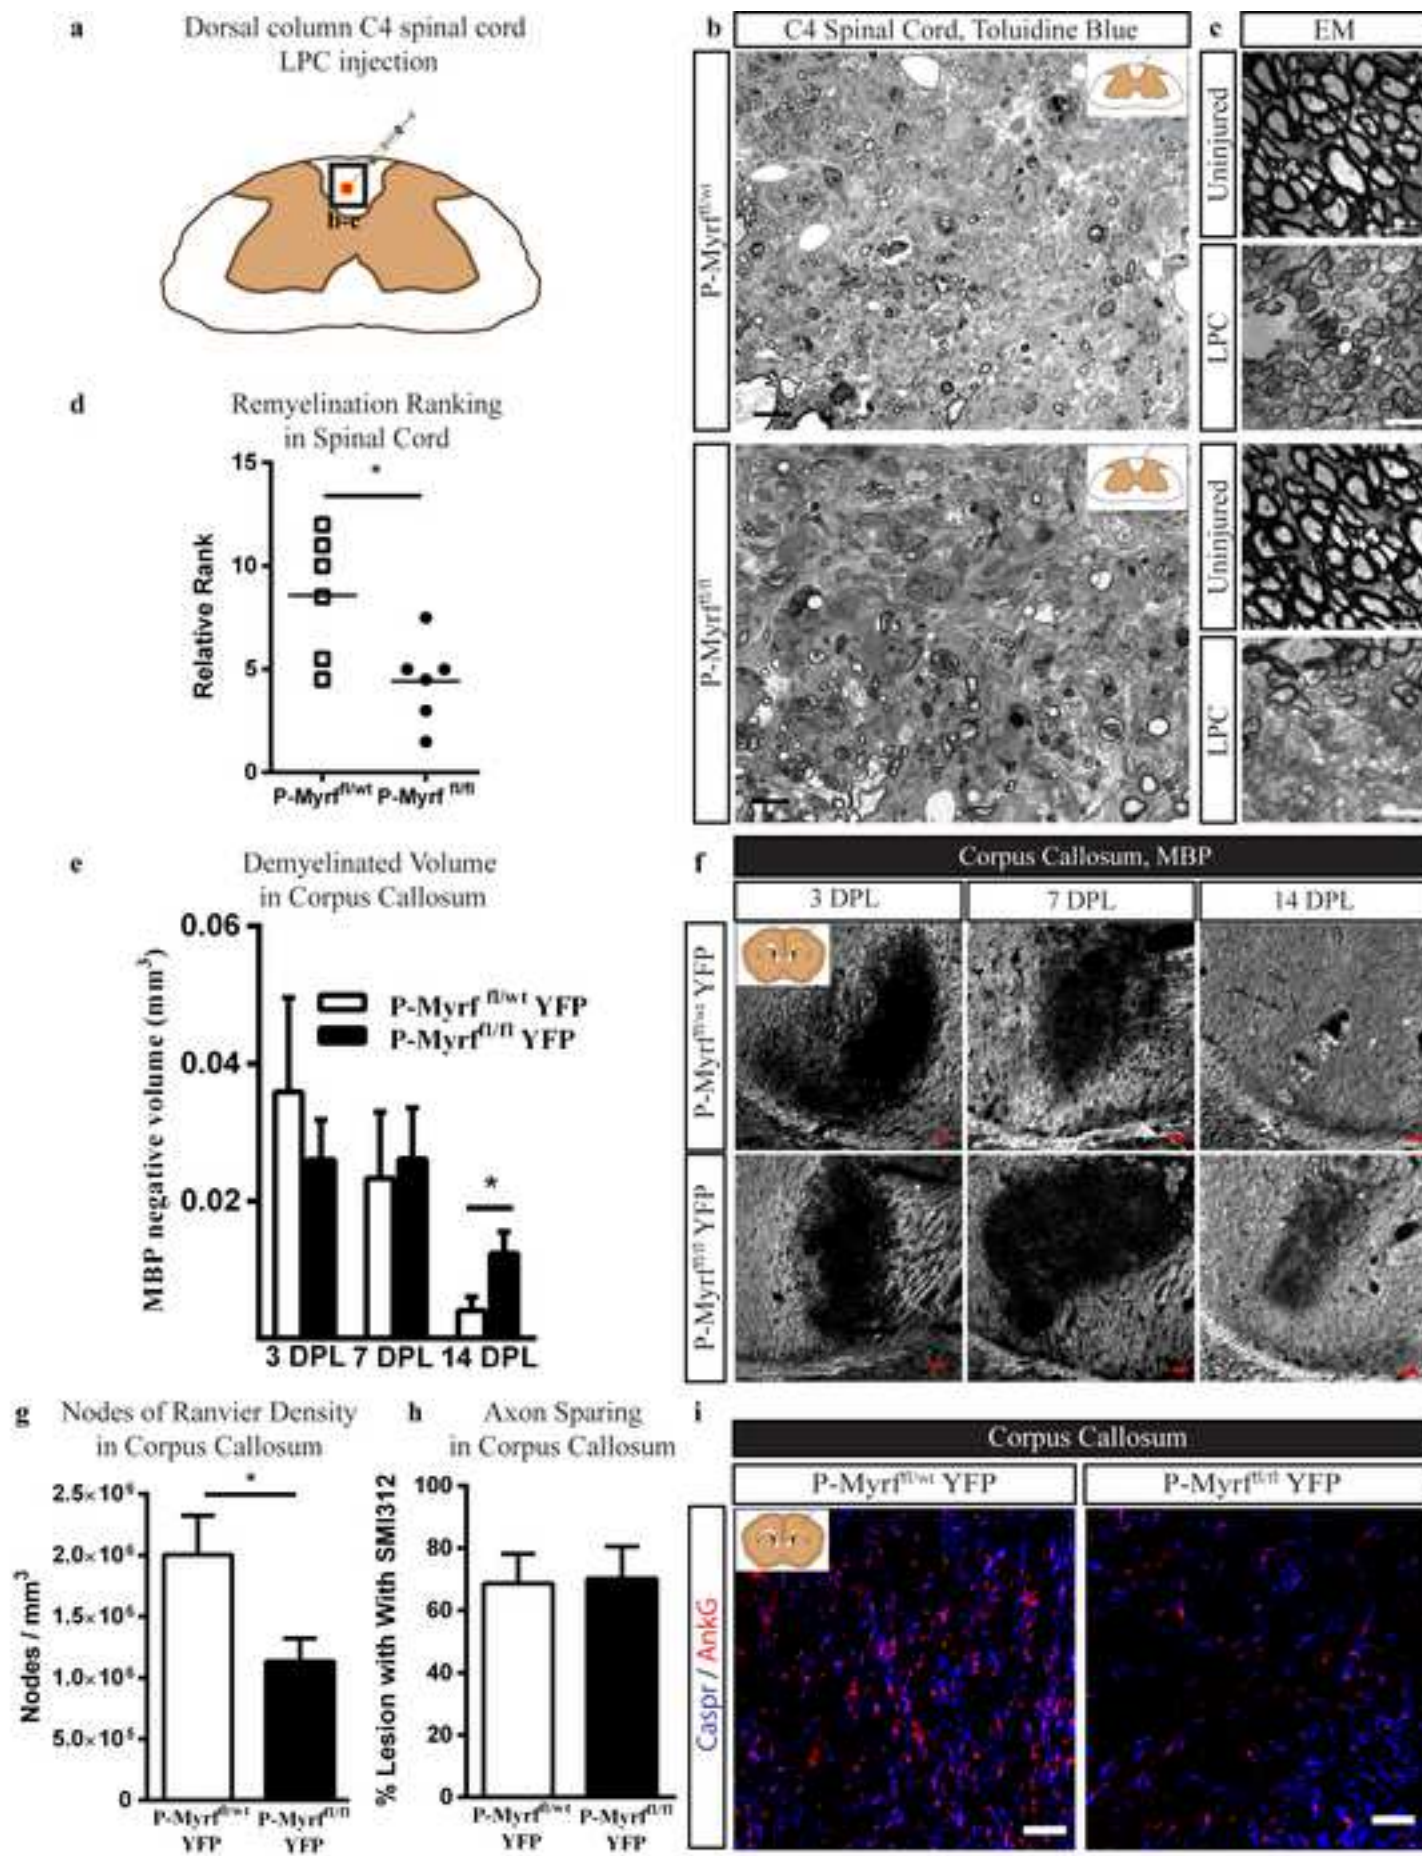 a Dorsal column C4 spinal cord
LPC injection
b-c
b C4 Spinal Cord, Toluidine Blue
P-Myrf^fl/wt
P-Myrf^fl/fl
c EM
Uninjured
LPC
Uninjured
LPC
d Remyelination Ranking
in Spinal Cord
Relative Rank
15
*
10
5
0
P-Myrf^fl/wt P-Myrf^fl/fl
e Demyelinated Volume
in Corpus Callosum
MBP negative volume (mm³)
0.06
P-Myrf^fl/wt YFP
P-Myrf^fl/fl YFP
0.04
0.02
*
3 DPL 7 DPL 14 DPL
f Corpus Callosum, MBP
3 DPL 7 DPL 14 DPL
P-Myrf^fl/wt YFP
P-Myrf^fl/fl YFP
g Nodes of Ranvier Density
in Corpus Callosum
Nodes / mm³
*
2.0×10⁶
1.5×10⁶
1.0×10⁶
5.0×10⁵
0
P-Myrf^fl/wt P-Myrf^fl/fl
YFP YFP
h Axon Sparing
in Corpus Callosum
% Lesion with With SMI312
100
80
60
40
20
0
P-Myrf^fl/wt P-Myrf^fl/fl
YFP YFP
i Corpus Callosum
P-Myrf^fl/wt YFP P-Myrf^fl/fl YFP
Caspr / AnkG